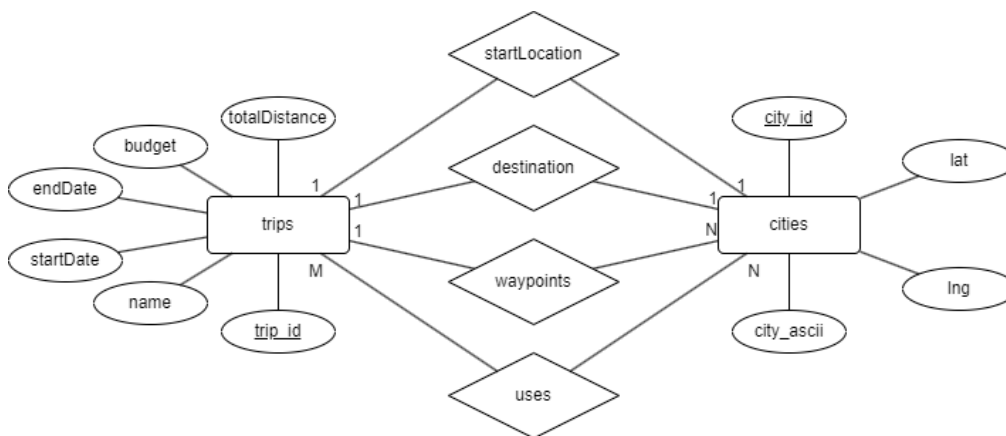 startLocation
totalDistance
city_id
budget
destination
lat
endDate
1
1
1
1
trips
1
N
cities
startDate
M
N
waypoints
name
lng
trip_id
city_ascii
uses